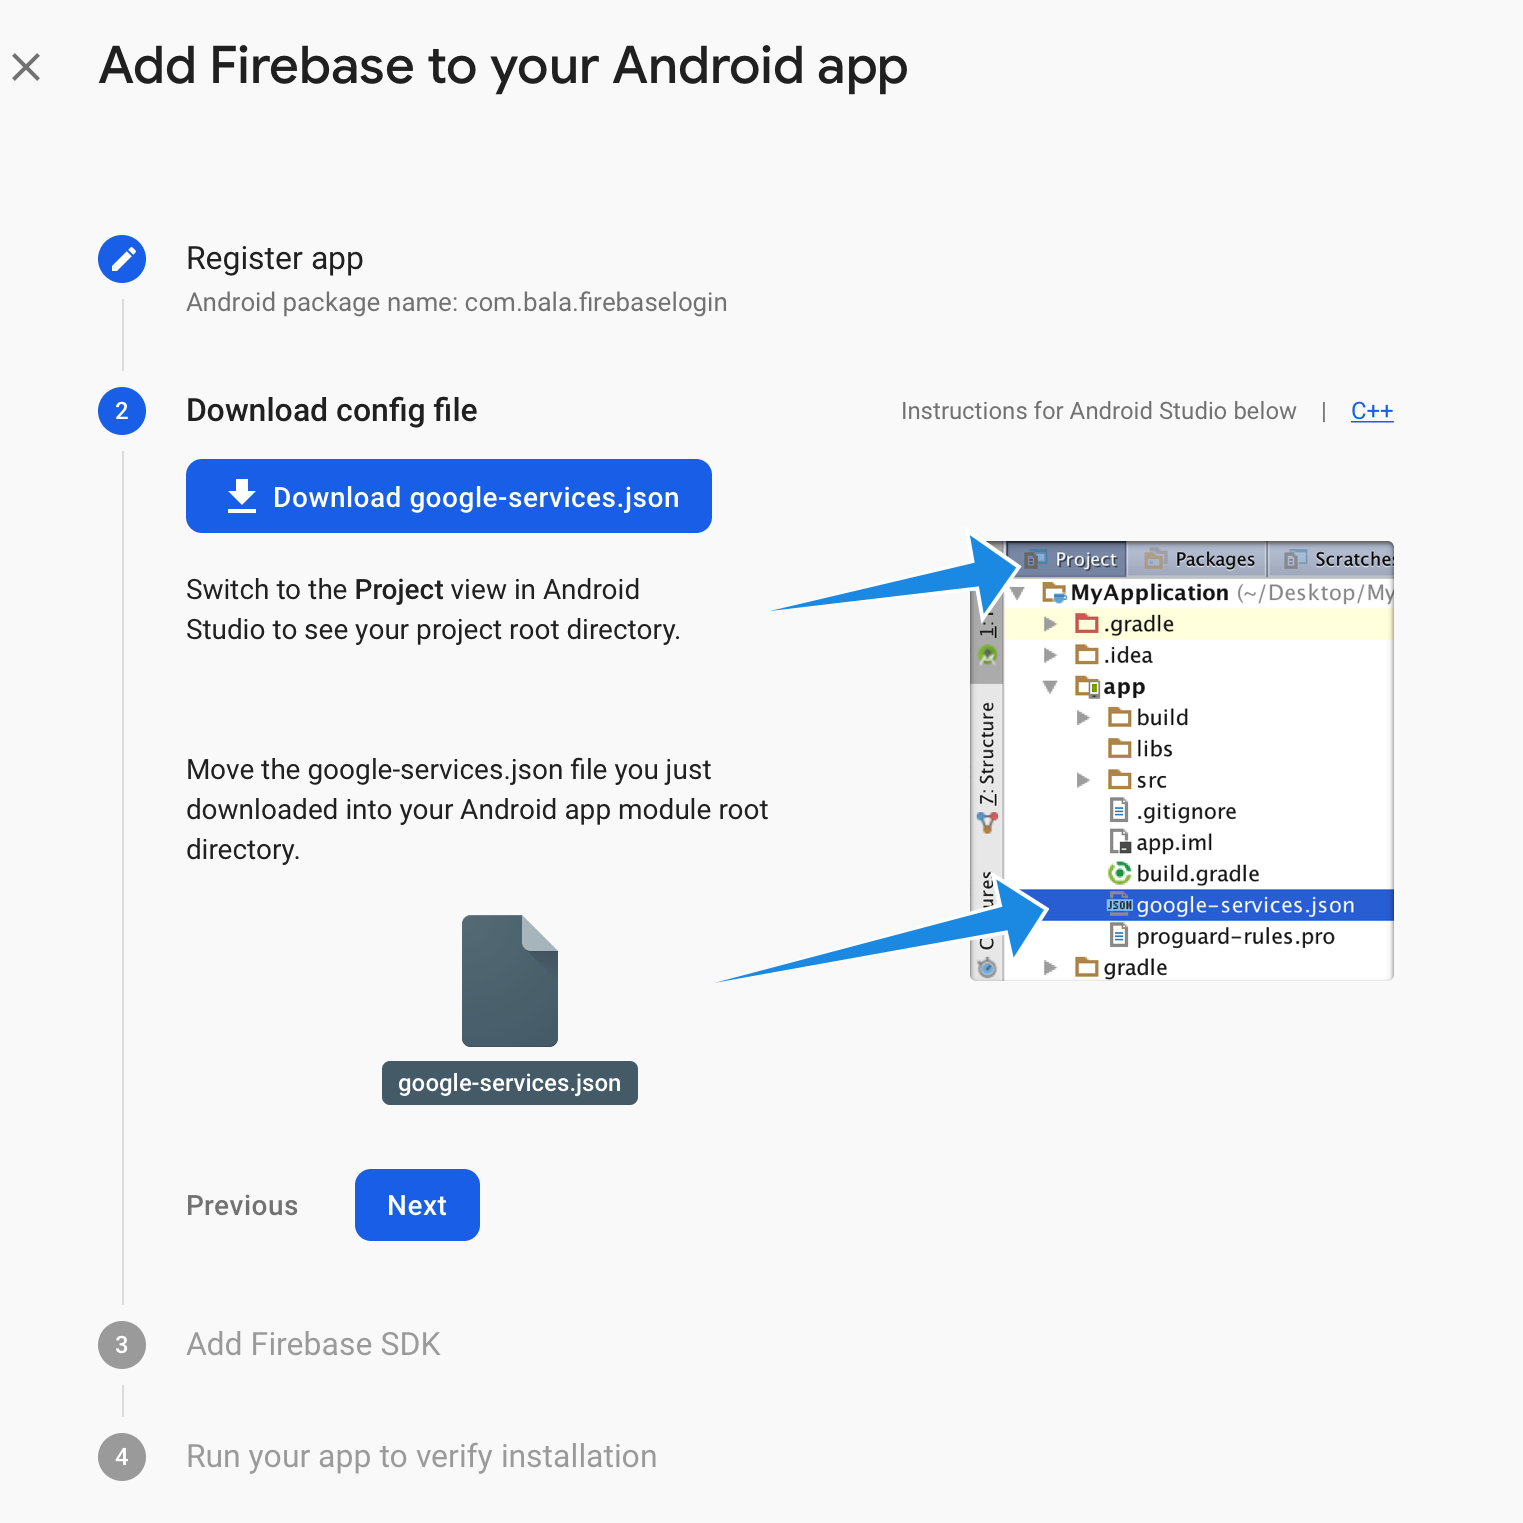 Add Firebase to your Android app
Register app
Android package name: com.bala.firebaselogin
2
Download config file
Instructions for Android Studio below | C++
Download google-services.json
Switch to the Project view in Android
Studio to see your project root directory.
Move the google-services.json file you just
downloaded into your Android app module root
directory.
google-services.json
Project
Packages
Scratches
MyApplication (~/Desktop/My
.gradle
.idea
app
build
libs
src
.gitignore
app.iml
build.gradle
google-services.json
proguard-rules.pro
gradle
1:
7: Structure
JSON
Previous
Next
3
Add Firebase SDK
4
Run your app to verify installation